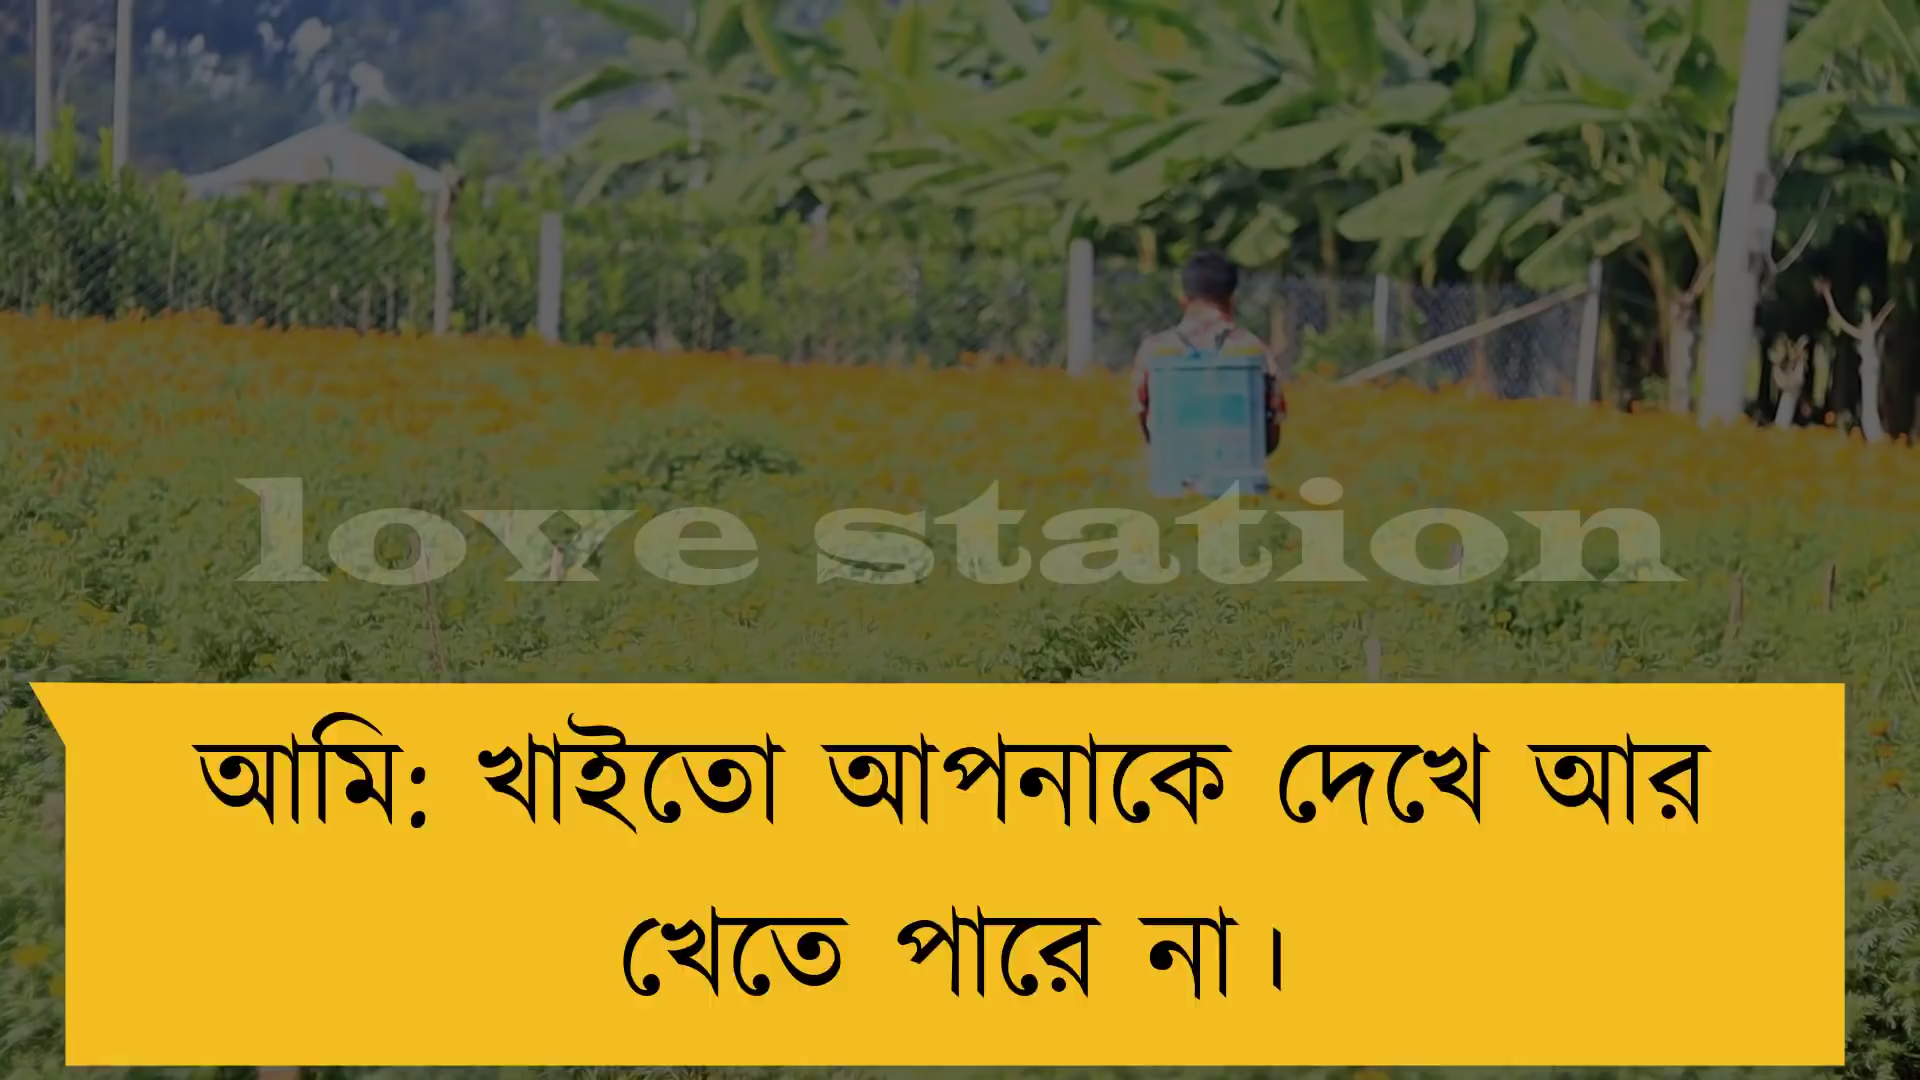 love station
আমি: খাইতো আপনাকে দেখে আর
খেতে পারে না।